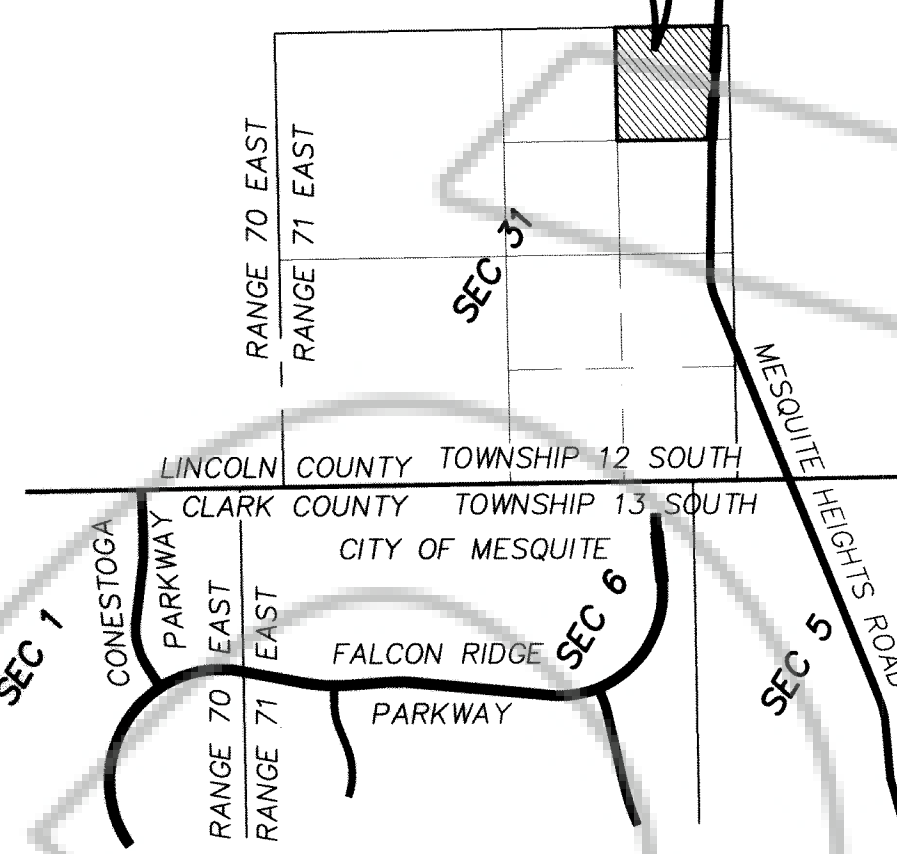 RANGE 70 EAST
RANGE 71 EAST
SEC 31
MESQUITE HEIGHTS ROAD
LINCOLN COUNTY TOWNSHIP 12 SOUTH
CLARK COUNTY TOWNSHIP 13 SOUTH
CITY OF MESQUITE
CONESTOGA
PARKWAY
SEC 1
RANGE 70 EAST
RANGE 71 EAST
FALCON RIDGE
PARKWAY
SEC 6
SEC 5